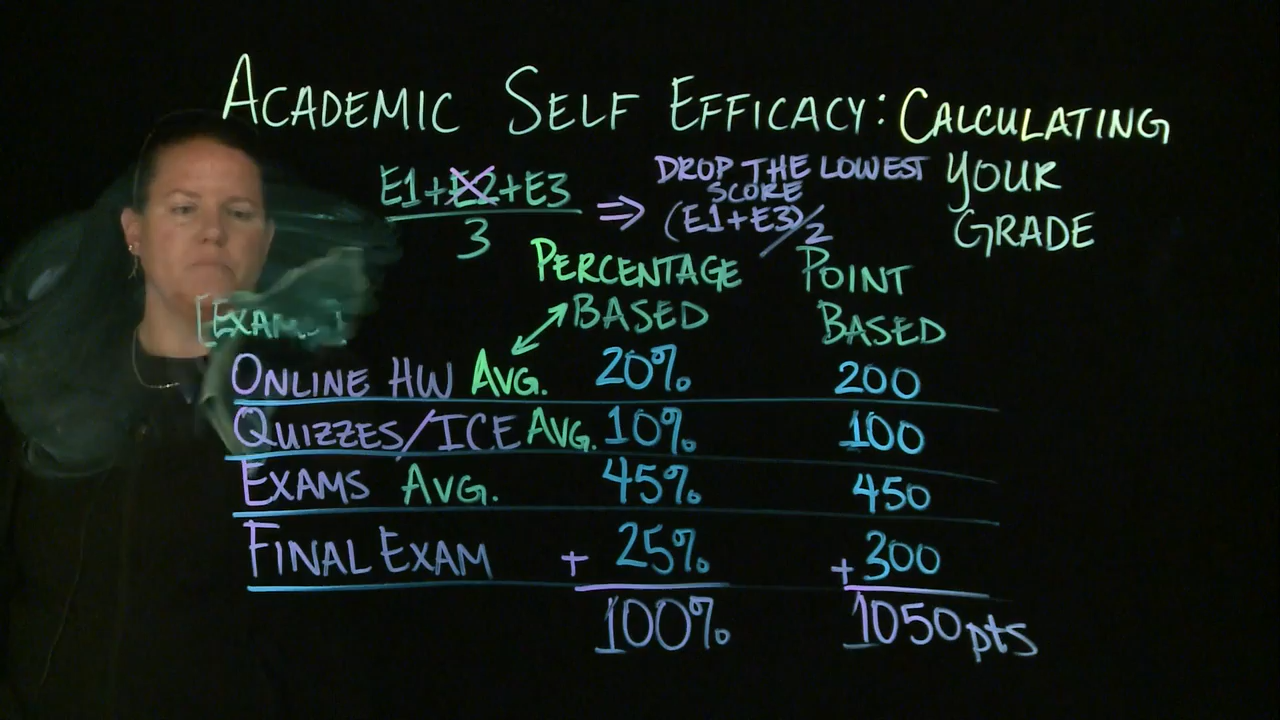 ACADEMIC SELF EFFICACY: CALCULATING
YOUR
GRADE
E1+E2+E3
3
⇒
DROP THE LOWEST
SCORE
(E1+E3)/2
PERCENTAGE
BASED
POINT
BASED
ONLINE HW AVG. 20% 200
QUIZZES/ICE AVG. 10% 100
EXAMS AVG. 45% 450
FINAL EXAM + 25% + 300
100% 1050 pts